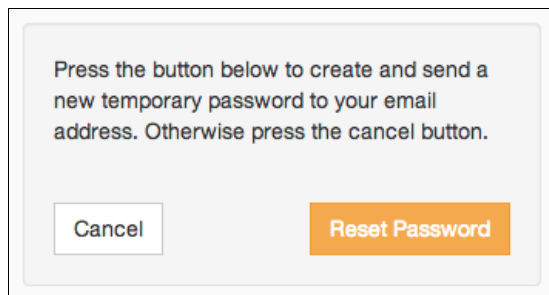 Press the button below to create and send a
new temporary password to your email
address. Otherwise press the cancel button.
Cancel
Reset Password